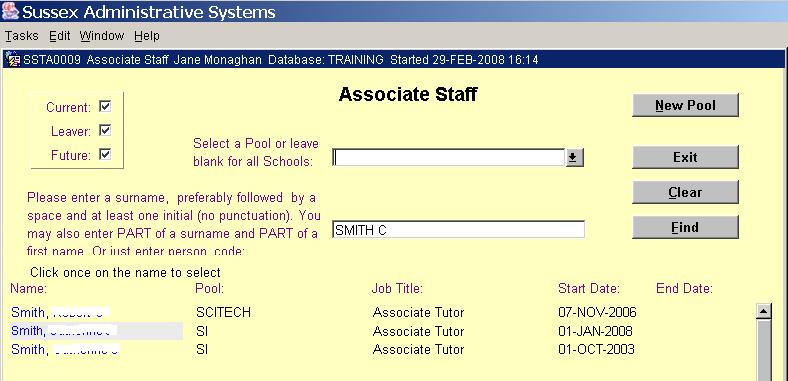 Sussex Administrative Systems
Tasks Edit Window Help
SSTA0009 Associate Staff Jane Monaghan Database: TRAINING Started 29-FEB-2008 16:14
Associate Staff
New Pool
Current:
Leaver:
Future:
Select a Pool or leave
blank for all Schools:
Exit
Clear
Please enter a surname, preferably followed by a
space and at least one initial (no punctuation). You
may also enter PART of a surname and PART of a
first name. Or just enter person code:
SMITH C
Find
Click once on the name to select
Name: Pool: Job Title: Start Date: End Date:
Smith, SCITECH Associate Tutor 07-NOV-2006
Smith, SI Associate Tutor 01-JAN-2008
Smith, SI Associate Tutor 01-OCT-2003